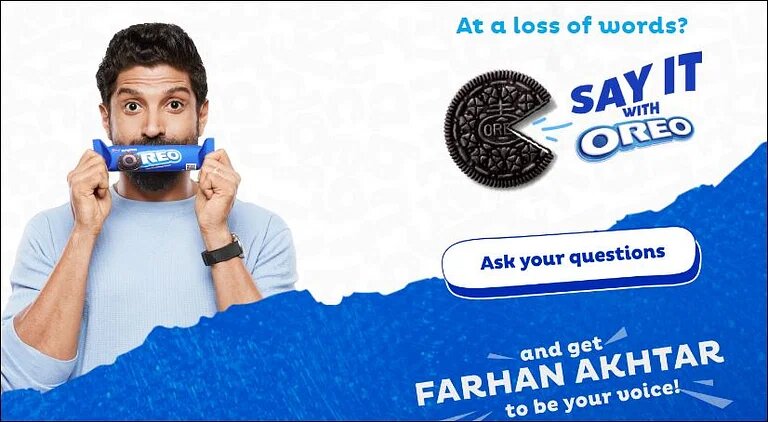 At a loss of words?
SAY IT
WITH
OREO
ORE
OREO
Ask your questions
and get
FARHAN AKHTAR
to be your voice!